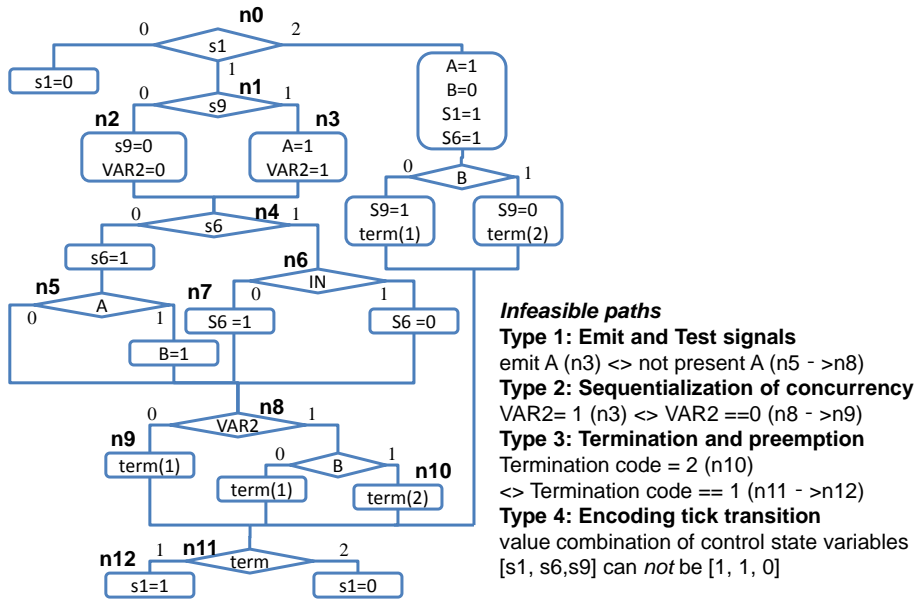 n0
0
s1
2
s1=0
1
A=1
B=0
S1=1
S6=1
n1
0
s9
1
n2
n3
s9=0
VAR2=0
A=1
VAR2=1
0
B
1
S9=1
term(1)
S9=0
term(2)
n4
0
s6
1
s6=1
n6
n5
n7
0
IN
1
0
A
1
S6 =1
S6 =0
B=1
n8
0
VAR2
1
n9
term(1)
0
B
1
n10
term(1)
term(2)
n11
n12
1
term
2
s1=1
s1=0
Infeasible paths
Type 1: Emit and Test signals
emit A (n3) <> not present A (n5 - >n8)
Type 2: Sequentialization of concurrency
VAR2= 1 (n3) <> VAR2 ==0 (n8 - >n9)
Type 3: Termination and preemption
Termination code = 2 (n10)
<> Termination code == 1 (n11 - >n12)
Type 4: Encoding tick transition
value combination of control state variables
[s1, s6,s9] can not be [1, 1, 0]